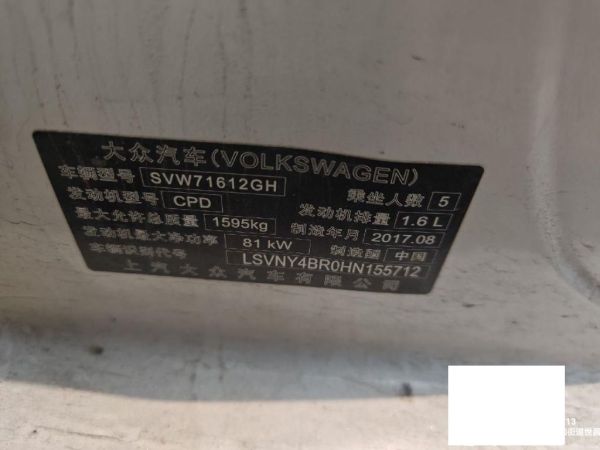 大众汽车(VOLKSWAGEN)
车辆型号 SVW71612GH 乘坐人数 5
发动机型号 CPD 发动机排量 1.6 L
最大允许总质量 1595kg 制造年月 2017.08
发动机最大净功率 81 kW 制造国 中国
车辆识别代号 LSVNY4BR0HN155712
上汽大众汽车有限公司
13